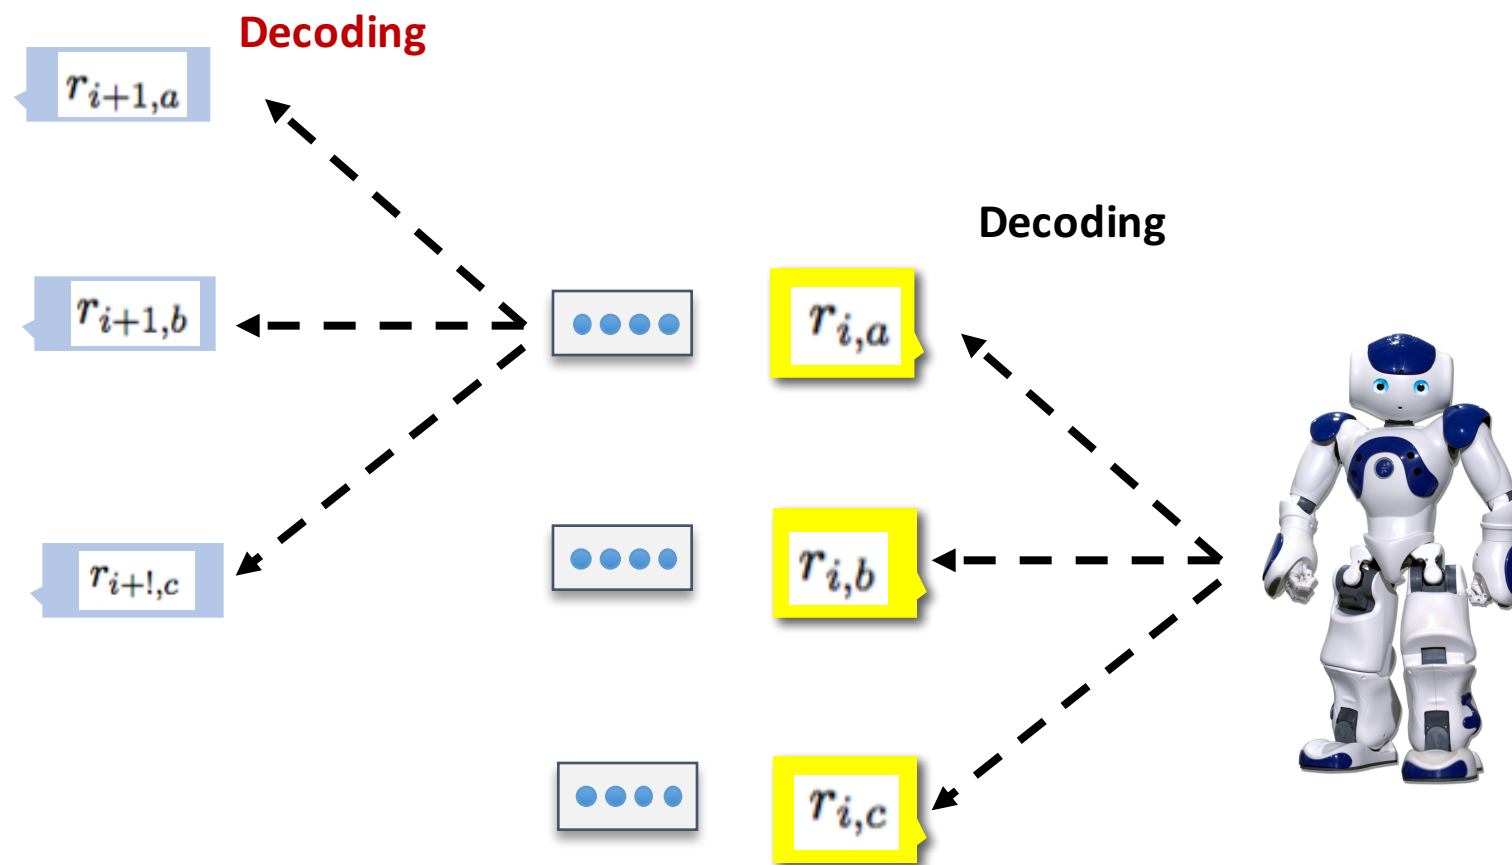 Decoding
r_{i+1,a}
Decoding
r_{i+1,b}
r_{i,a}
r_{i+!,c}
r_{i,b}
r_{i,c}